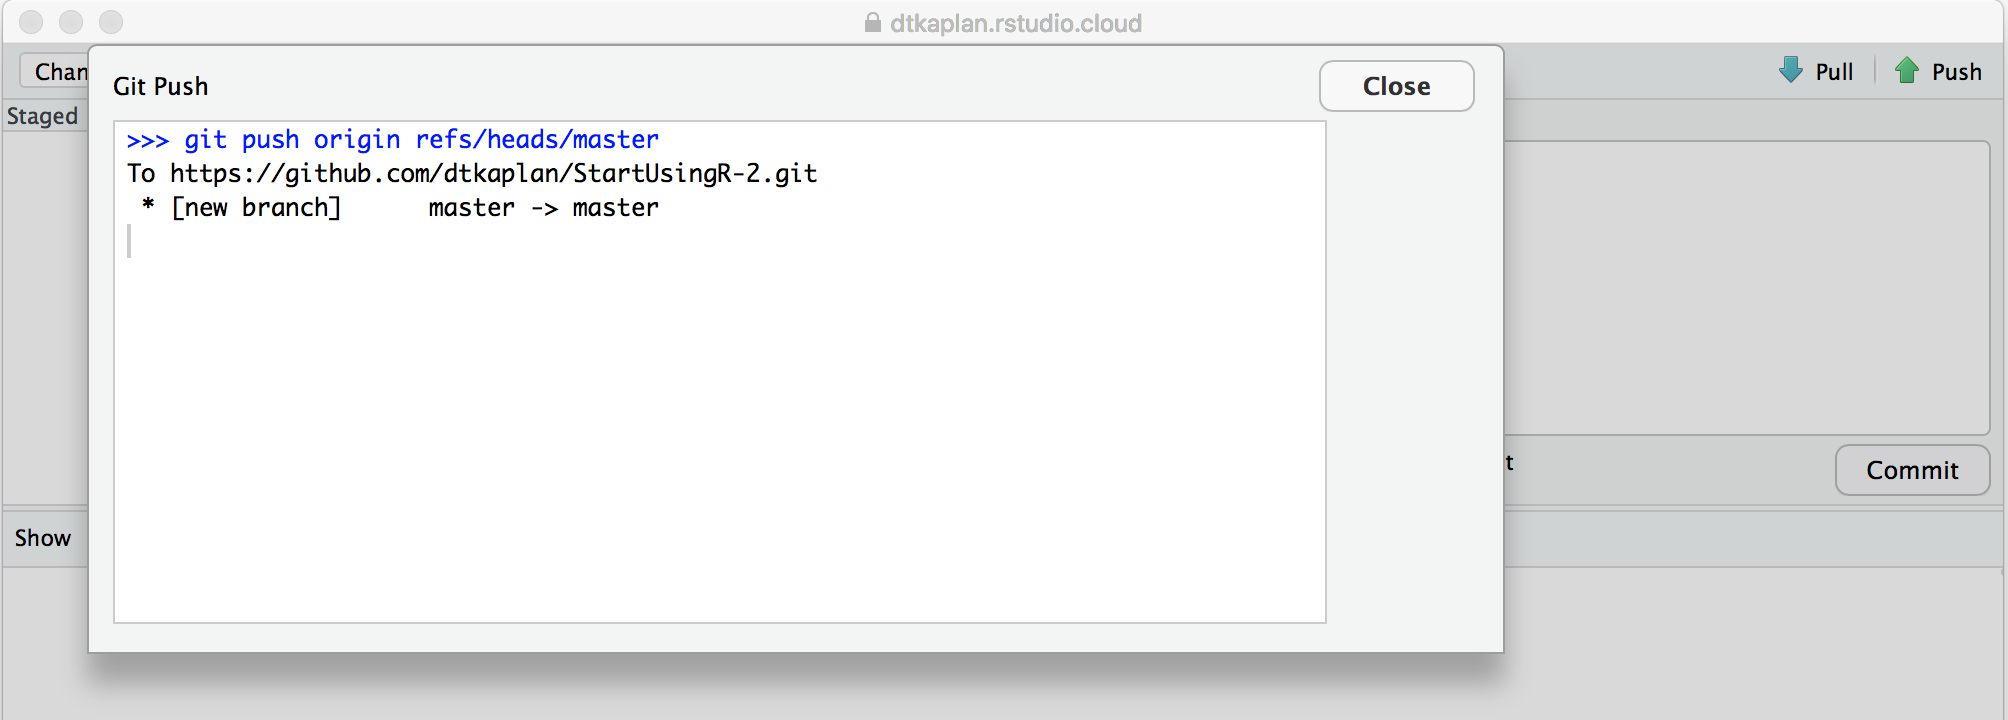 dtkaplan.rstudio.cloud
Chan
Pull
Push
Staged
Git Push
Close
>>> git push origin refs/heads/master
To https://github.com/dtkaplan/StartUsingR-2.git
* [new branch]      master -> master
t
Commit
Show